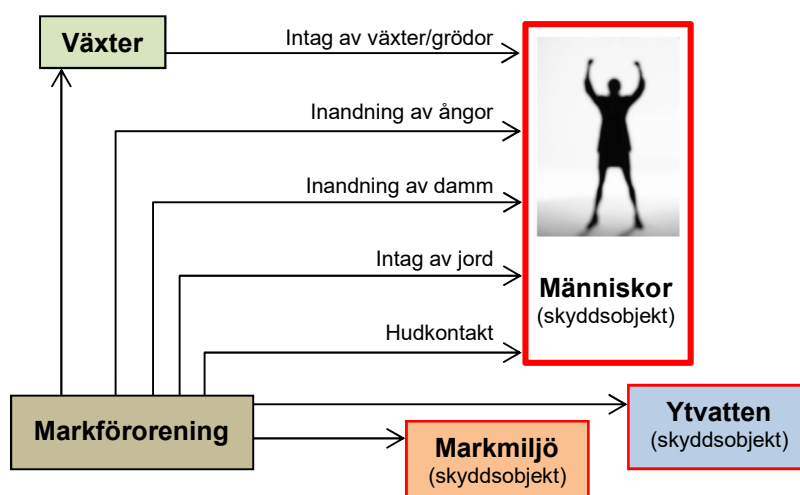 Växter
Intag av växter/grödor
Inandning av ångor
Inandning av damm
Intag av jord
Hudkontakt
Människor
(skyddsobjekt)
Markförorening
Ytvatten
(skyddsobjekt)
Markmiljö
(skyddsobjekt)